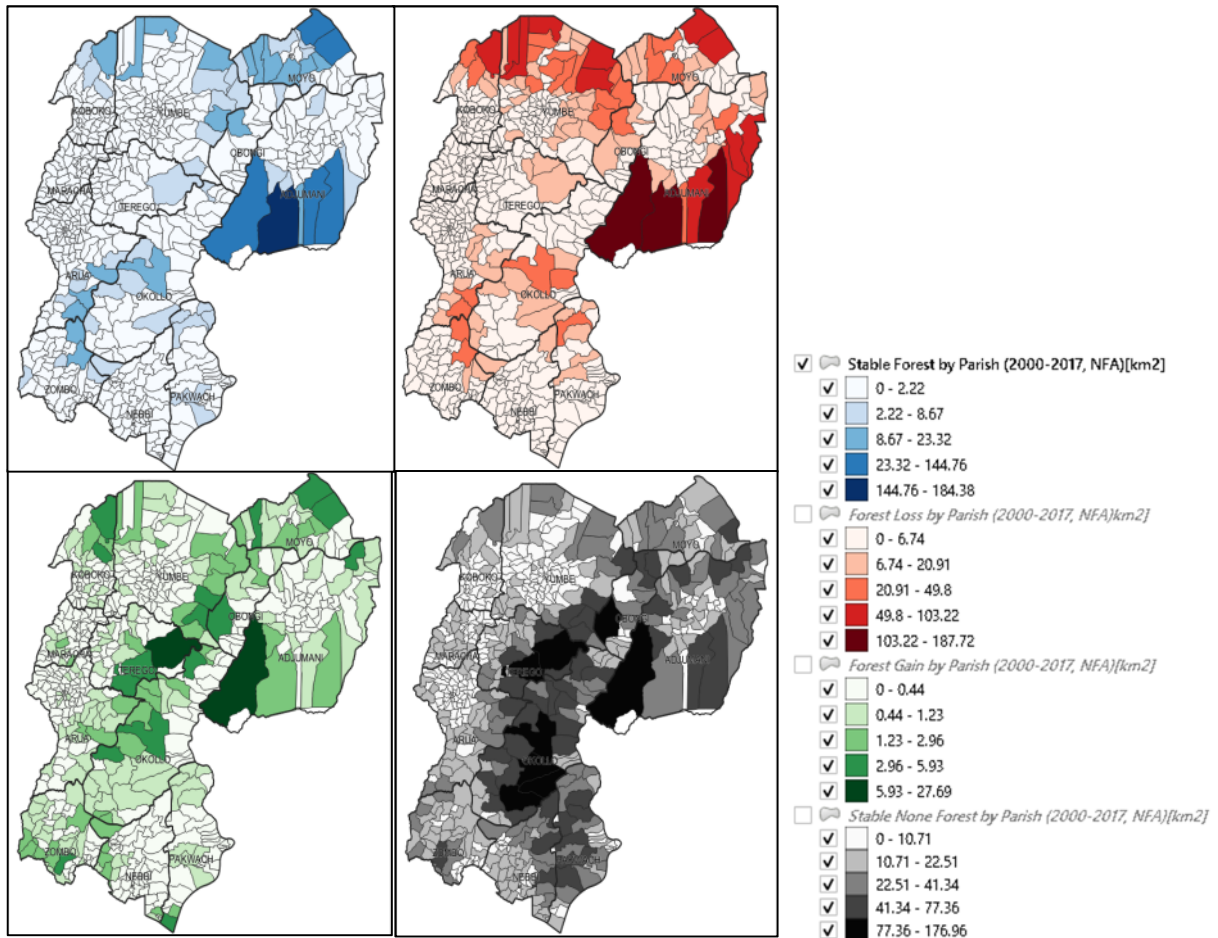 MOYO
KOBOKO
YUMBE
OBONGI
MARACHA
ADJUMANI
TEREGO
ARUA
OKOLLO
ZOMBO
PAKWACH
NEBBI
MOYO
KOBOKO
YUMBE
OBONGI
MARACHA
ADJUMANI
TEREGO
ARUA
OKOLLO
ZOMBO
PAKWACH
NEBBI
MOYO
KOBOKO
YUMBE
OBONGI
MARACHA
ADJUMANI
TEREGO
ARUA
OKOLLO
ZOMBO
PAKWACH
NEBBI
MOYO
KOBOKO
YUMBE
OBONGI
MARACHA
ADJUMANI
TEREGO
ARUA
OKOLLO
ZOMBO
PAKWACH
NEBBI
Stable Forest by Parish (2000-2017, NFA)[km2]
0 - 2.22
2.22 - 8.67
8.67 - 23.32
23.32 - 144.76
144.76 - 184.38
Forest Loss by Parish (2000-2017, NFA)km2]
0 - 6.74
6.74 - 20.91
20.91 - 49.8
49.8 - 103.22
103.22 - 187.72
Forest Gain by Parish (2000-2017, NFA)[km2]
0 - 0.44
0.44 - 1.23
1.23 - 2.96
2.96 - 5.93
5.93 - 27.69
Stable None Forest by Parish (2000-2017, NFA)[km2]
0 - 10.71
10.71 - 22.51
22.51 - 41.34
41.34 - 77.36
77.36 - 176.96